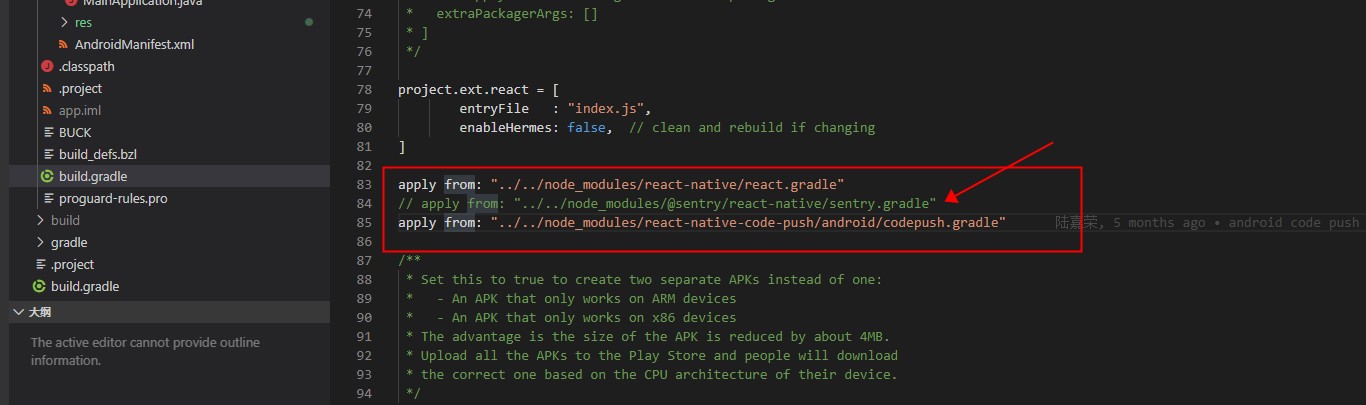 MainApplication.java
res
AndroidManifest.xml
.classpath
.project
app.iml
BUCK
build_defs.bzl
build.gradle
proguard-rules.pro
build
gradle
.project
build.gradle
大纲
The active editor cannot provide outline
information.
74 *   extraPackagerArgs: []
75 * ]
76 */
77
78 project.ext.react = [
79 entryFile   : "index.js",
80 enableHermes: false,  // clean and rebuild if changing
81 ]
82
83 apply from: "../../node_modules/react-native/react.gradle"
84 // apply from: "../../node_modules/@sentry/react-native/sentry.gradle"
85 apply from: "../../node_modules/react-native-code-push/android/codepush.gradle" 陆嘉荣, 5 months ago • android code push
86
87 /**
88 * Set this to true to create two separate APKs instead of one:
89 *   - An APK that only works on ARM devices
90 *   - An APK that only works on x86 devices
91 * The advantage is the size of the APK is reduced by about 4MB.
92 * Upload all the APKs to the Play Store and people will download
93 * the correct one based on the CPU architecture of their device.
94 */